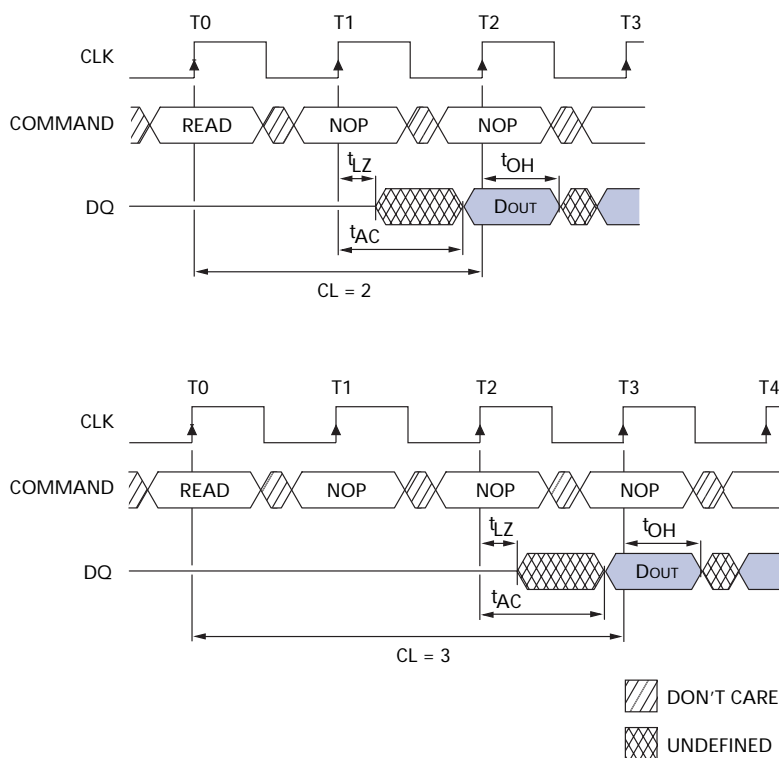 T0 T1 T2 T3
CLK
COMMAND READ NOP NOP
tLZ tOH
DQ DOUT
tAC
CL = 2
T0 T1 T2 T3 T4
CLK
COMMAND READ NOP NOP NOP
tLZ tOH
DQ DOUT
tAC
CL = 3
DON'T CARE
UNDEFINED